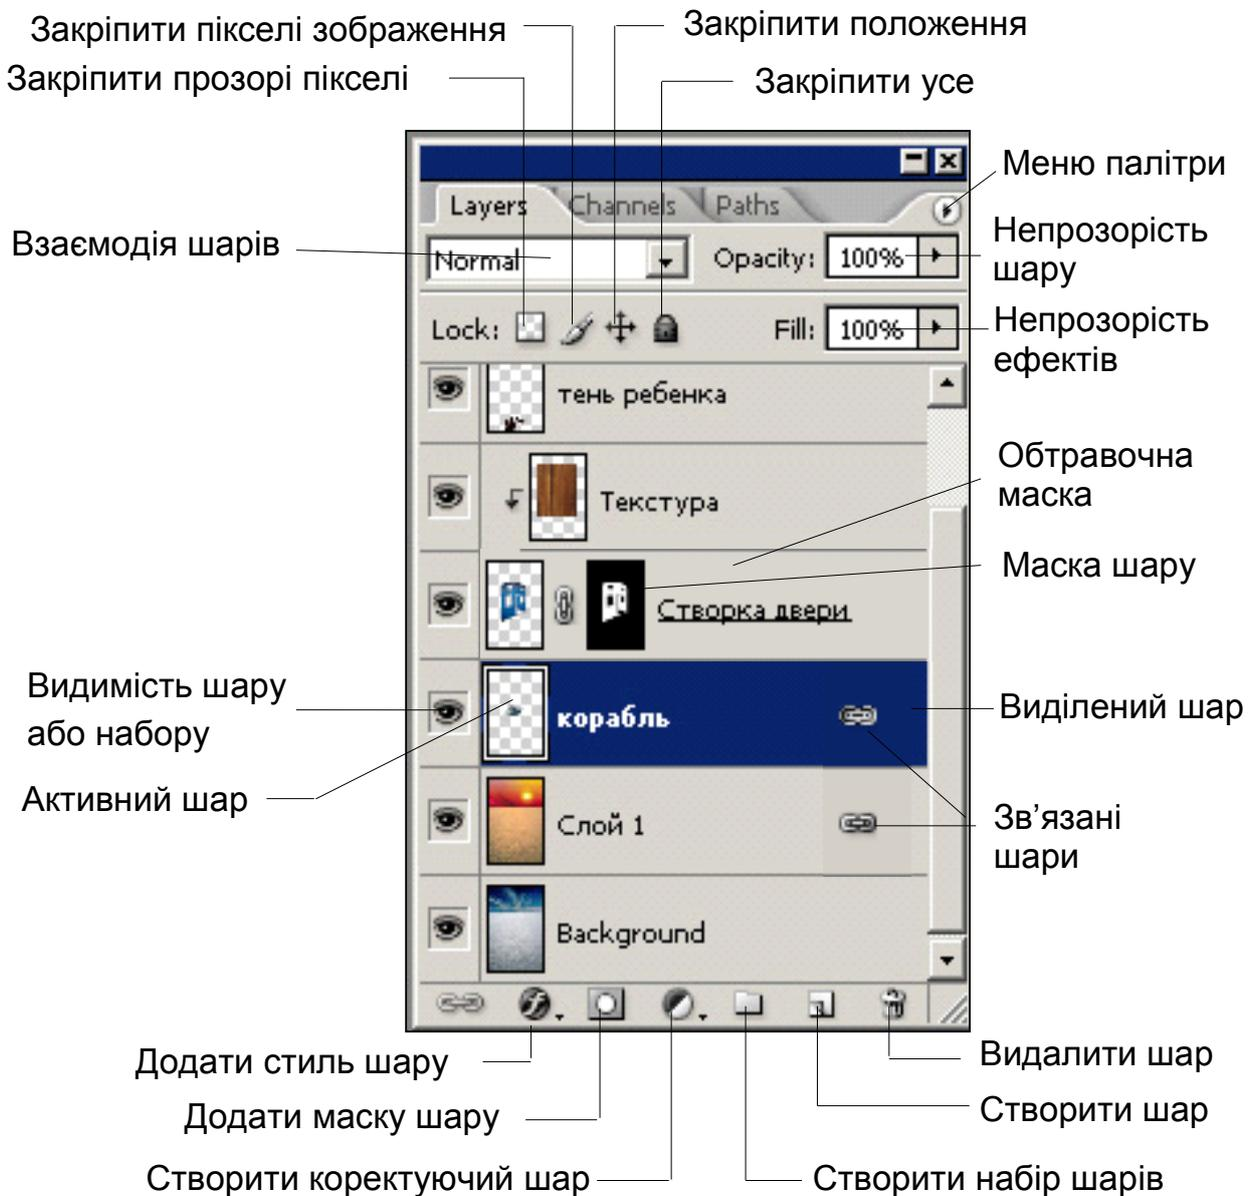 Закріпити пікселі зображення
Закріпити положення
Закріпити прозорі пікселі
Закріпити усе
Меню палітри
Layers
Channels
Paths
Взаємодія шарів
Normal
Opacity:
100%
Непрозорість
шару
Lock:
Fill:
100%
Непрозорість
ефектів
тень ребенка
Обтравочна
маска
Текстура
Маска шару
Створка двери
Видимість шару
або набору
корабль
Виділений шар
Активний шар
Слой 1
Зв’язані
шари
Background
Додати стиль шару
Видалити шар
Додати маску шару
Створити шар
Створити коректуючий шар
Створити набір шарів